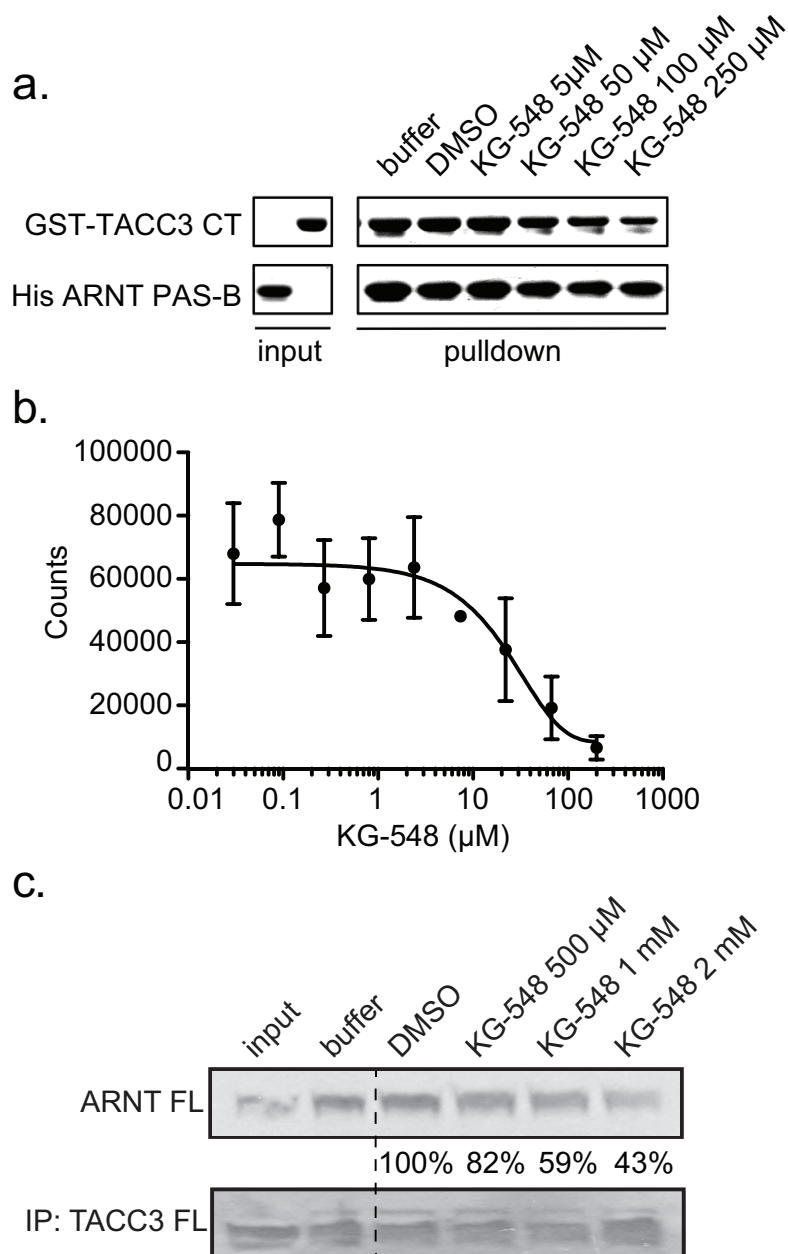 a.
buffer
DMSO
KG-548 5µM
KG-548 50 µM
KG-548 100 µM
KG-548 250 µM
GST-TACC3 CT
His ARNT PAS-B
input
pulldown
b.
100000
80000
60000
40000
20000
0
Counts
0.01 0.1 1 10 100 1000
KG-548 (µM)
c.
input
buffer
DMSO
KG-548 500 µM
KG-548 1 mM
KG-548 2 mM
ARNT FL
100% 82% 59% 43%
IP: TACC3 FL